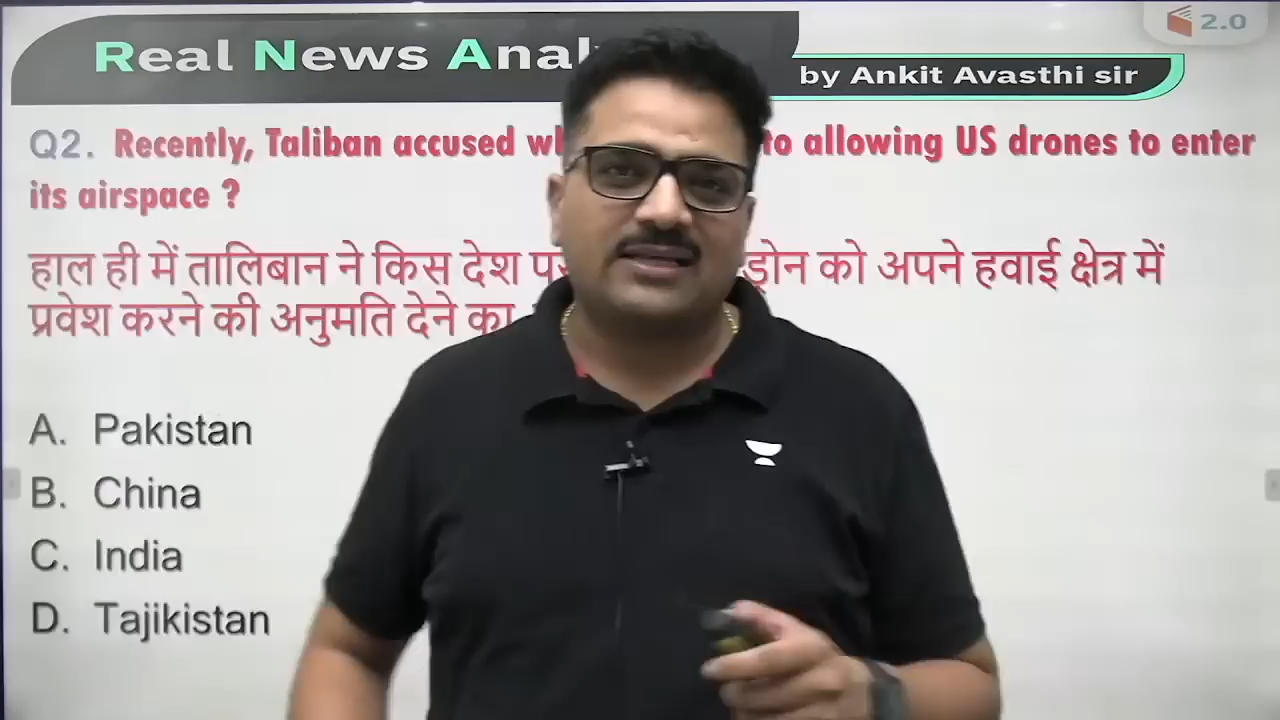 2.0
Real News Anal
by Ankit Avasthi sir
Q2. Recently, Taliban accused wh to allowing US drones to enter
its airspace ?
हाल ही में तालिबान ने किस देश प ड्रोन को अपने हवाई क्षेत्र में
प्रवेश करने की अनुमति देने का
A. Pakistan
B. China
C. India
D. Tajikistan